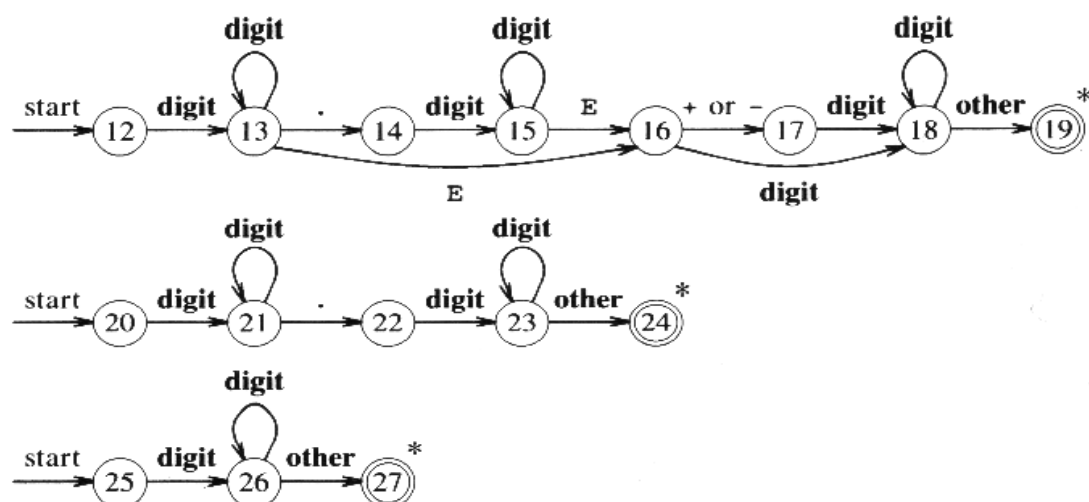 digit digit digit
start digit . digit E + or - digit other *
12 13 14 15 16 17 18 19
E digit
digit digit
start digit . digit other *
20 21 22 23 24
digit
start digit other *
25 26 27